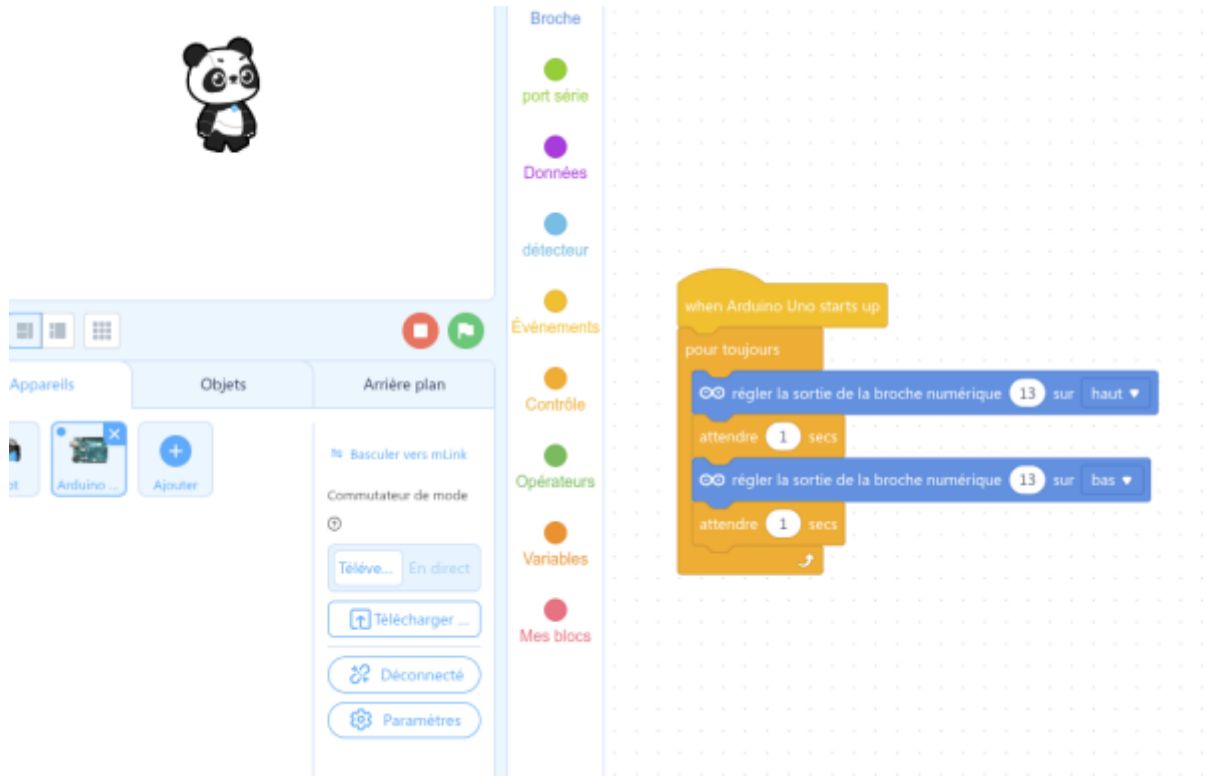 Broche
port série
Données
détecteur
Évènements
Contrôle
Opérateurs
Variables
Mes blocs
Appareils
Objets
Arrière plan
ot
Arduino ...
Ajouter
Basculer vers mLink
Commutateur de mode
Téléve...
En direct
Télécharger ...
Déconnecté
Paramètres
when Arduino Uno starts up
pour toujours
régler la sortie de la broche numérique 13 sur haut
attendre 1 secs
régler la sortie de la broche numérique 13 sur bas
attendre 1 secs